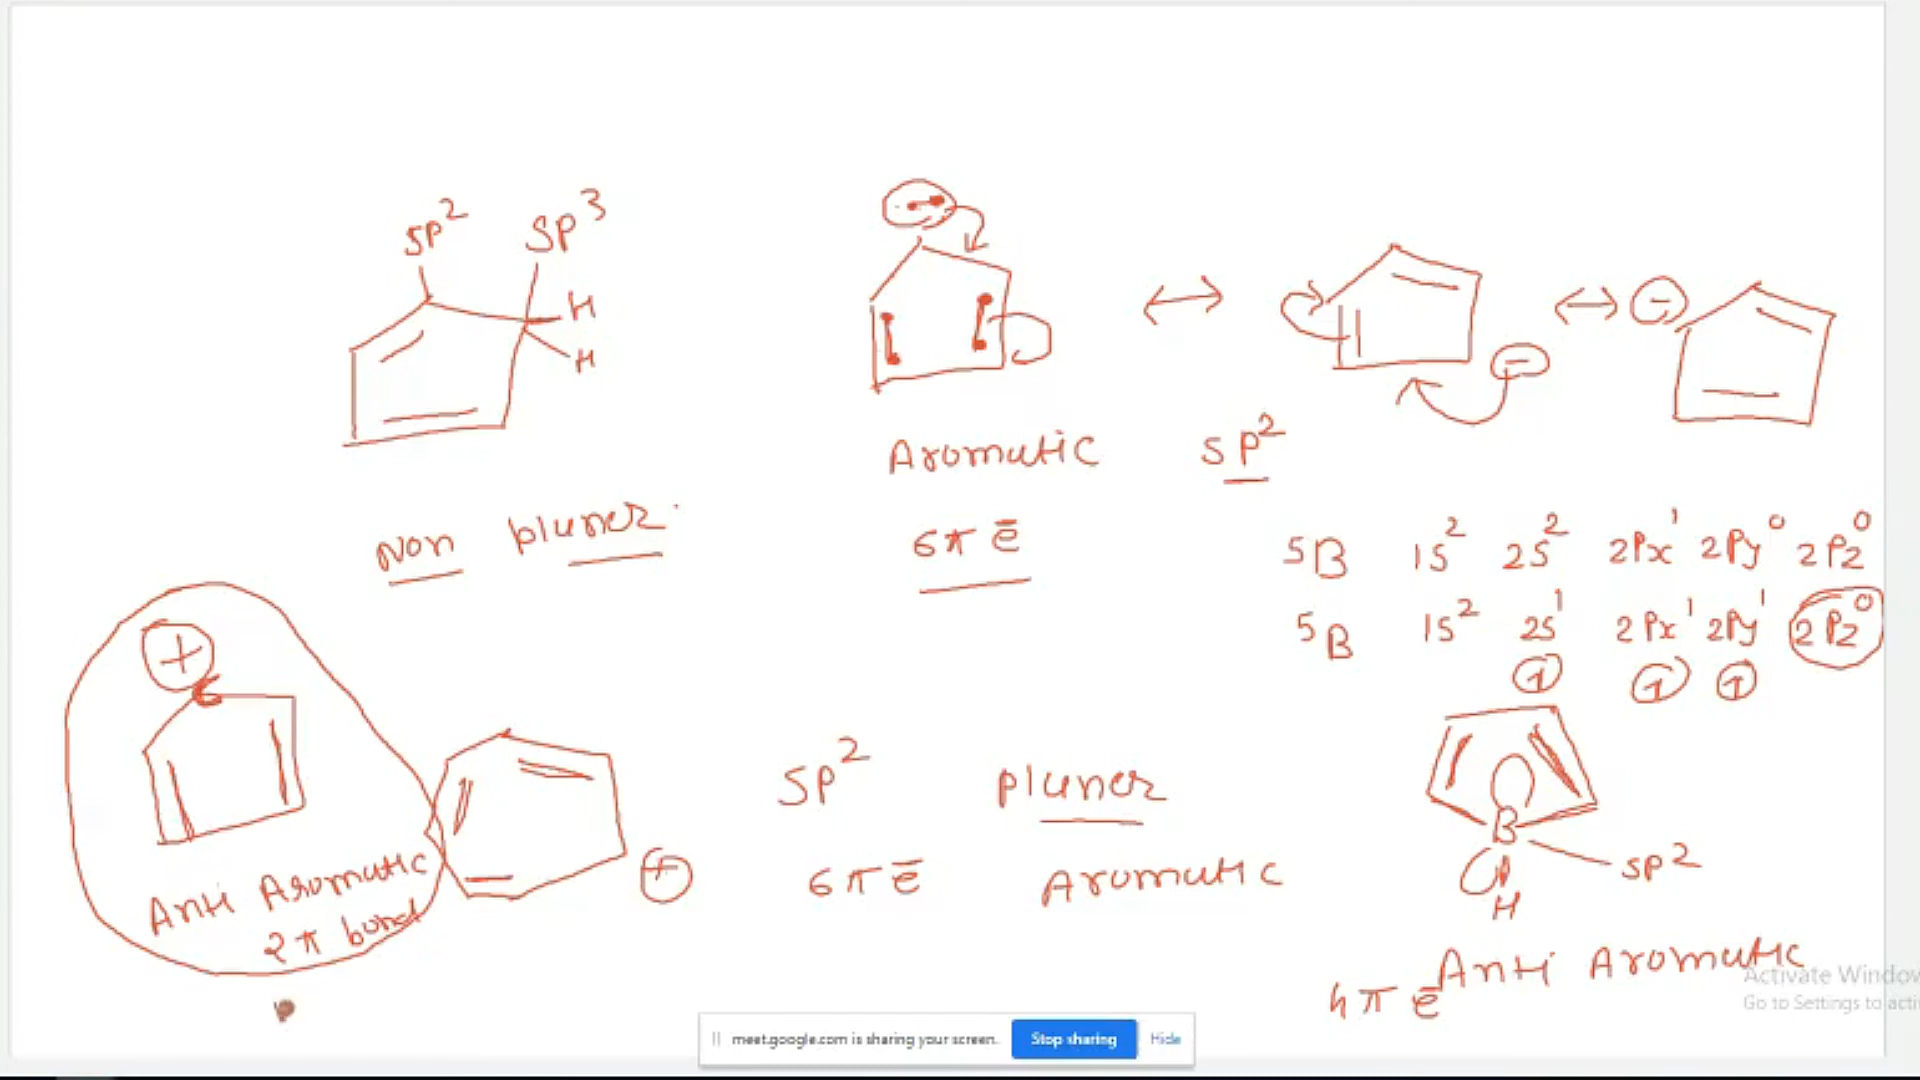 SP² SP³
H
H
Non pluner.
Aromatic SP²
6π ē
⁵B 1S² 2S² 2Px¹ 2Py⁰ 2Pz⁰
⁵B 1S² 2S¹ 2Px¹ 2Py¹ 2Pz⁰
+
−
−
Anti Aromatic
2π bond
+
SP² pluner
6π ē Aromatic
B
SP²
H
Anti Aromatic
4π ē
Activate Window
Go to Settings to acti
meet.google.com is sharing your screen.
Stop sharing
Hide